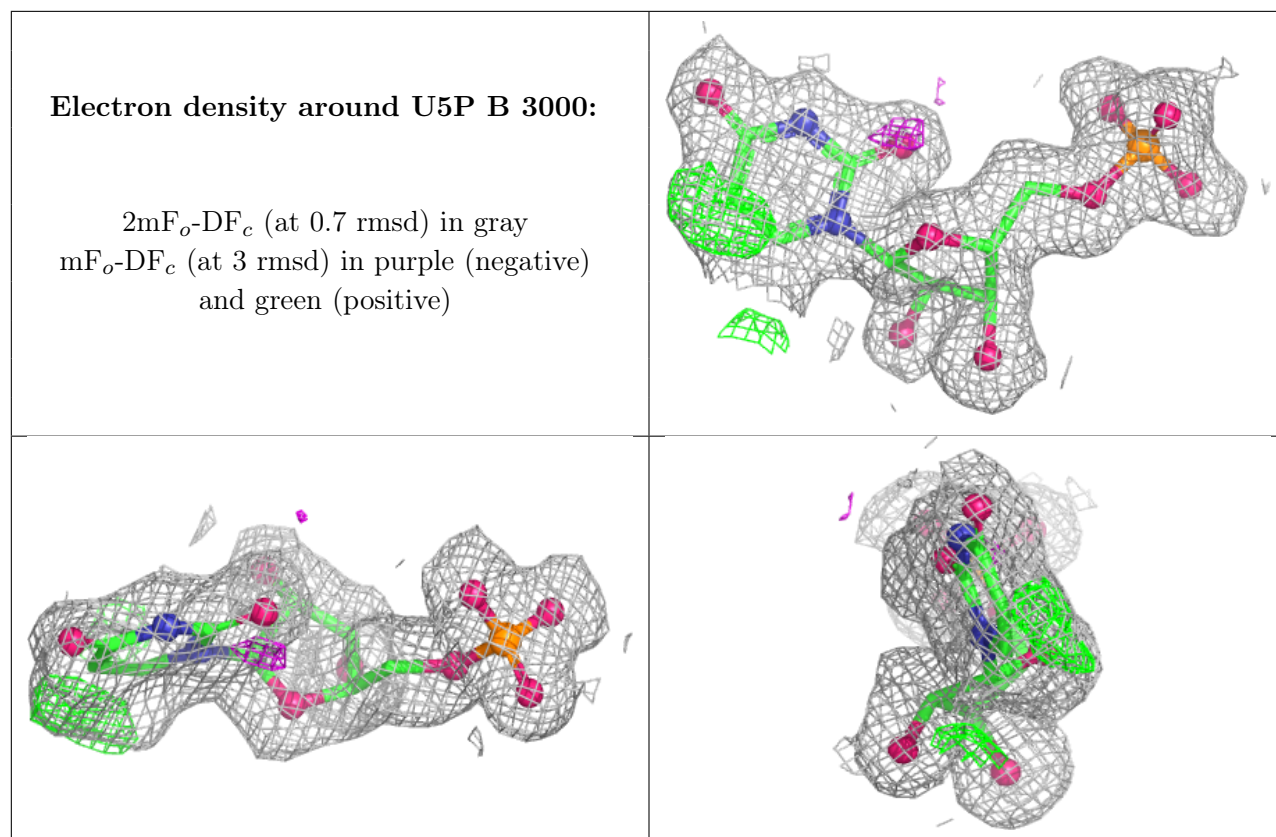 Electron density around U5P B 3000:
2mFo-DFc (at 0.7 rmsd) in gray
mFo-DFc (at 3 rmsd) in purple (negative)
and green (positive)